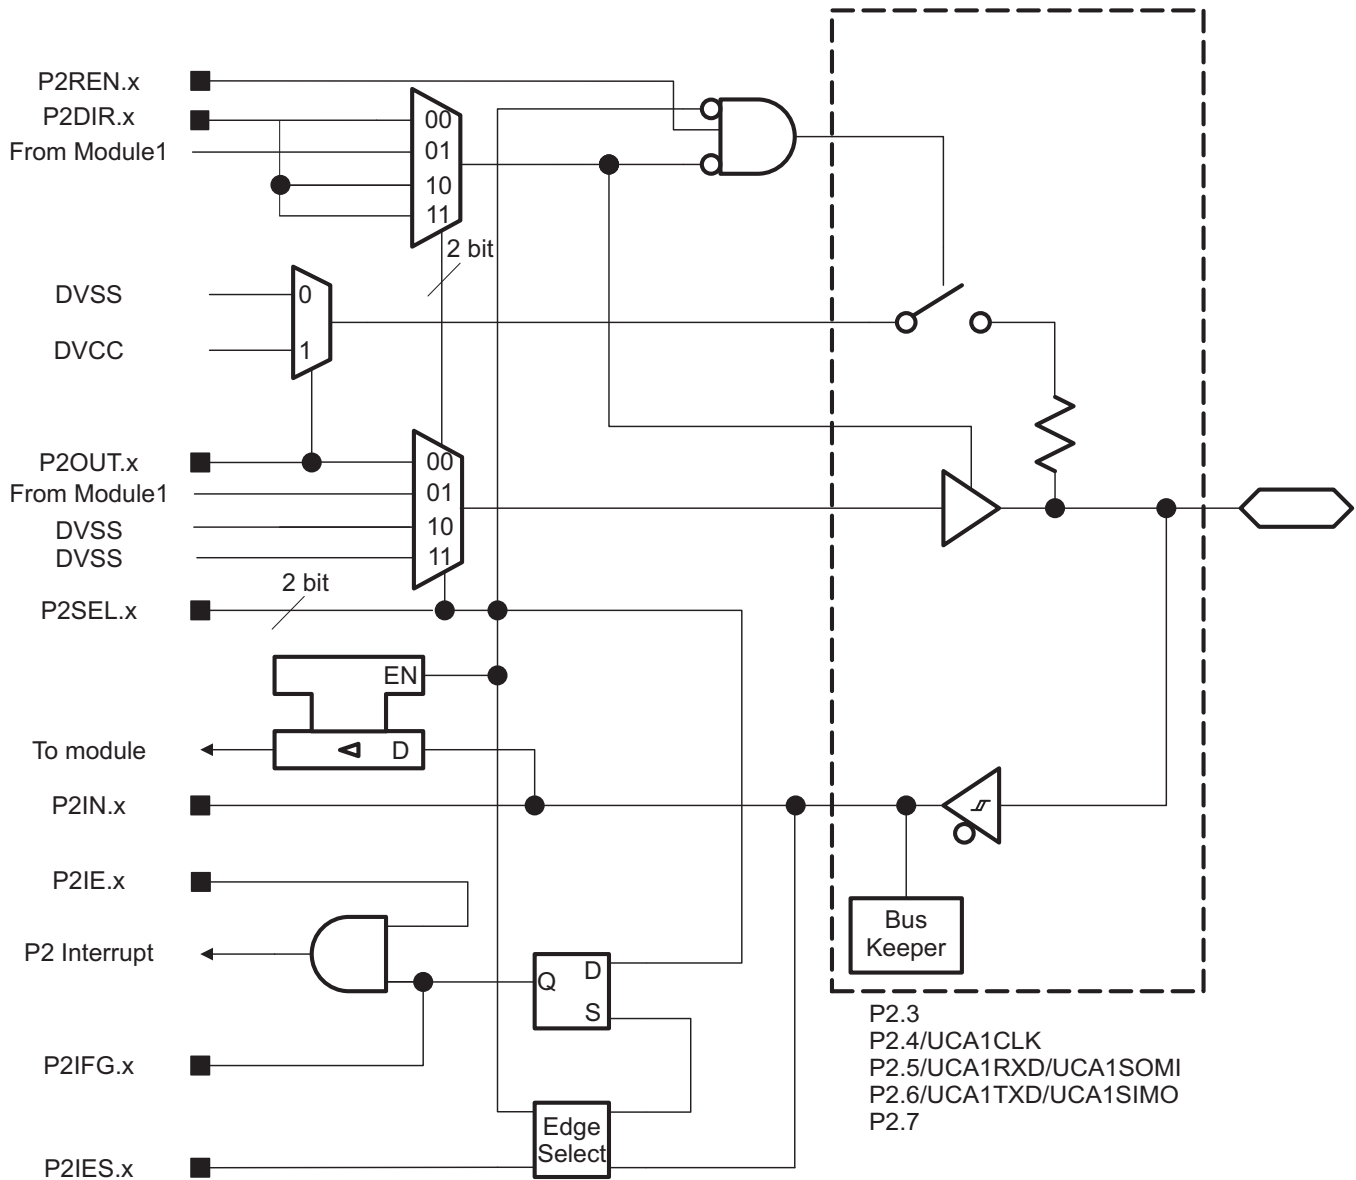 P2REN.x
P2DIR.x
From Module1
00
01
10
11
2 bit
DVSS
0
DVCC
1
P2OUT.x
From Module1
DVSS
DVSS
00
01
10
11
2 bit
P2SEL.x
EN
To module
D
P2IN.x
P2IE.x
P2 Interrupt
Q
D
S
Bus
Keeper
P2.3
P2.4/UCA1CLK
P2.5/UCA1RXD/UCA1SOMI
P2.6/UCA1TXD/UCA1SIMO
P2.7
P2IFG.x
Edge
Select
P2IES.x